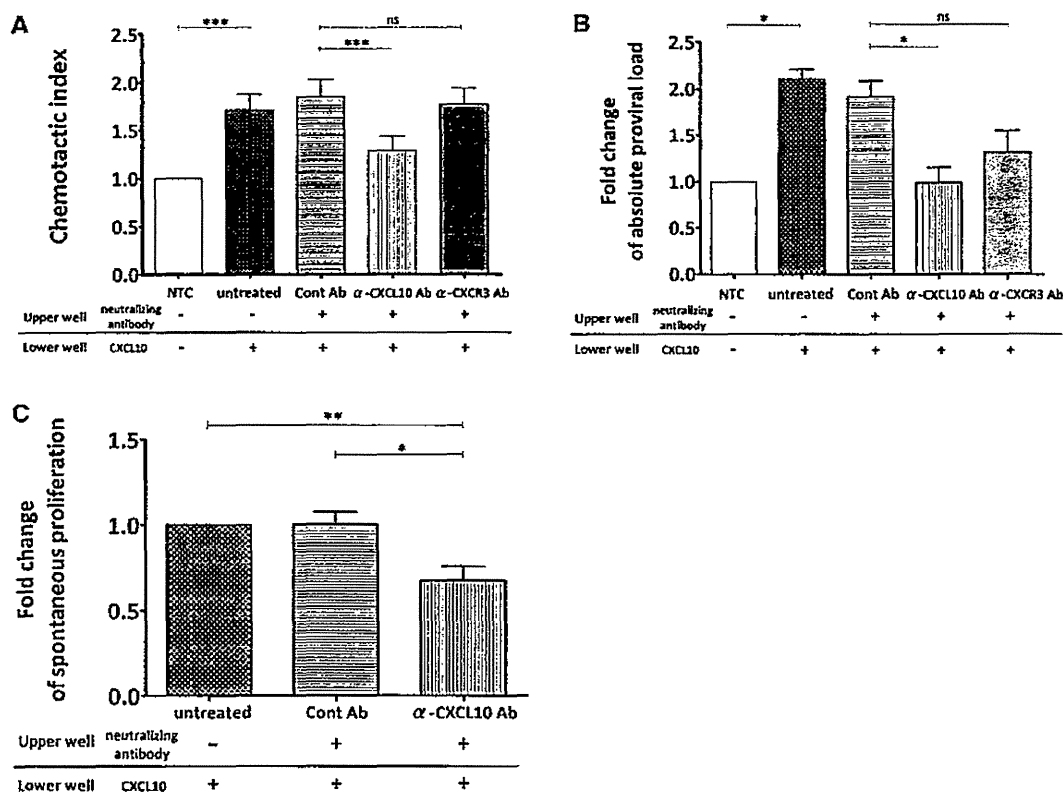 A
*** ns
***
Chemotactic index
2.5
2.0
1.5
1.0
0.5
0.0
NTC untreated Cont Ab α-CXCL10 Ab α-CXCR3 Ab
Upper well neutralizing antibody - - + + +
Lower well CXCL10 - + + + +
B
* ns
*
Fold change
of absolute proviral load
2.5
2.0
1.5
1.0
0.5
0.0
NTC untreated Cont Ab α-CXCL10 Ab α-CXCR3 Ab
Upper well neutralizing antibody - - + + +
Lower well CXCL10 - + + + +
C
**
*
Fold change
of spontaneous proliferation
1.5
1.0
0.5
0.0
untreated Cont Ab α-CXCL10 Ab
Upper well neutralizing antibody - + +
Lower well CXCL10 + + +